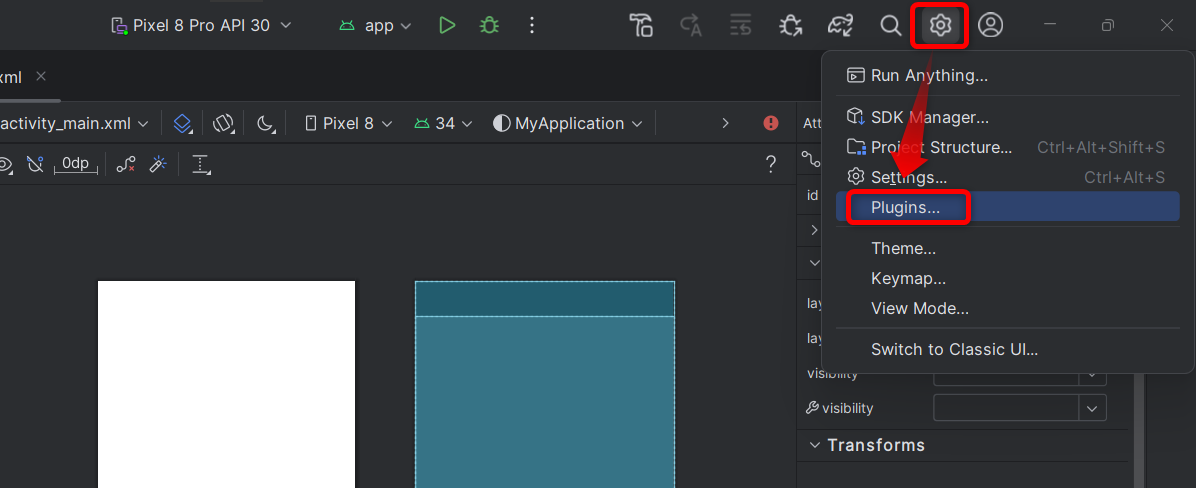 Pixel 8 Pro API 30
app
xml
activity_main.xml
Pixel 8
34
MyApplication
Att
0dp
?
id
Run Anything...
SDK Manager...
Project Structure... Ctrl+Alt+Shift+S
Settings... Ctrl+Alt+S
Plugins...
Theme...
Keymap...
View Mode...
Switch to Classic UI...
lay
lay
visibility
visibility
Transforms